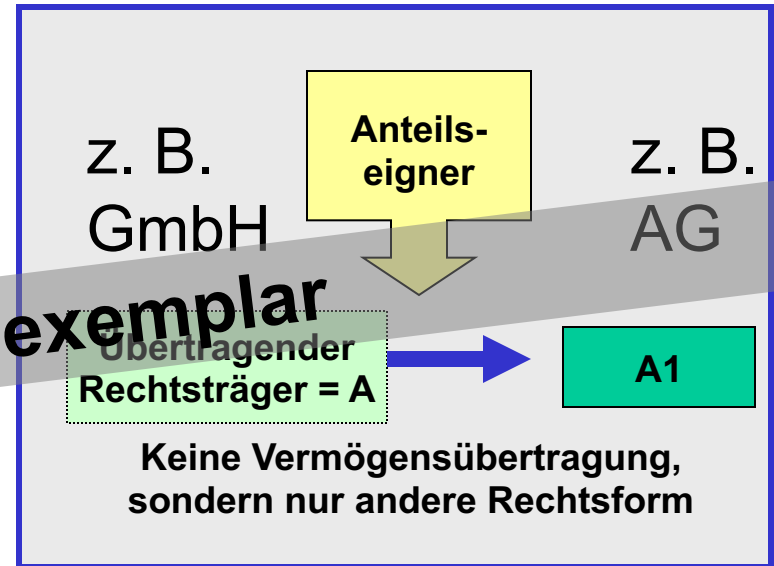 z. B.
GmbH
Anteils-
eigner
z. B.
AG
exemplar
Übertragender
Rechtsträger = A
A1
Keine Vermögensübertragung,
sondern nur andere Rechtsform